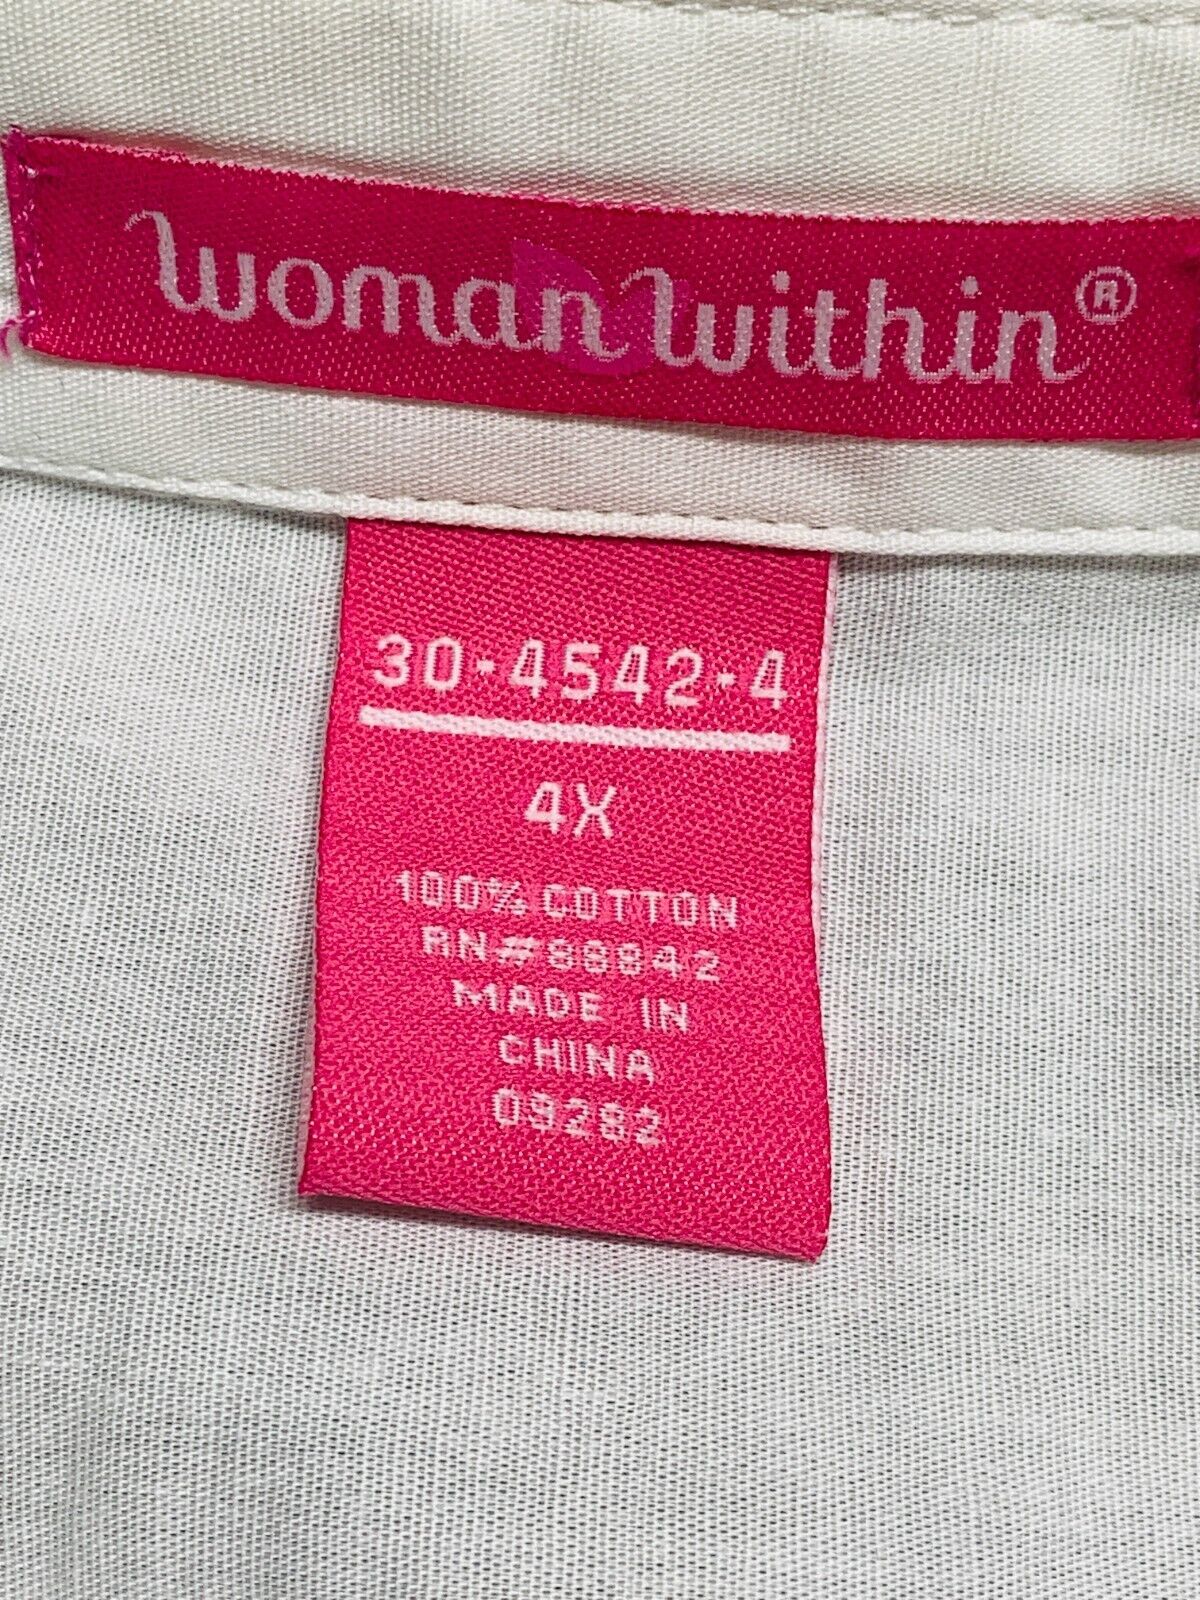 woman within®
30-4542-4
4X
100% COTTON
RN#88842
MADE IN
CHINA
09282